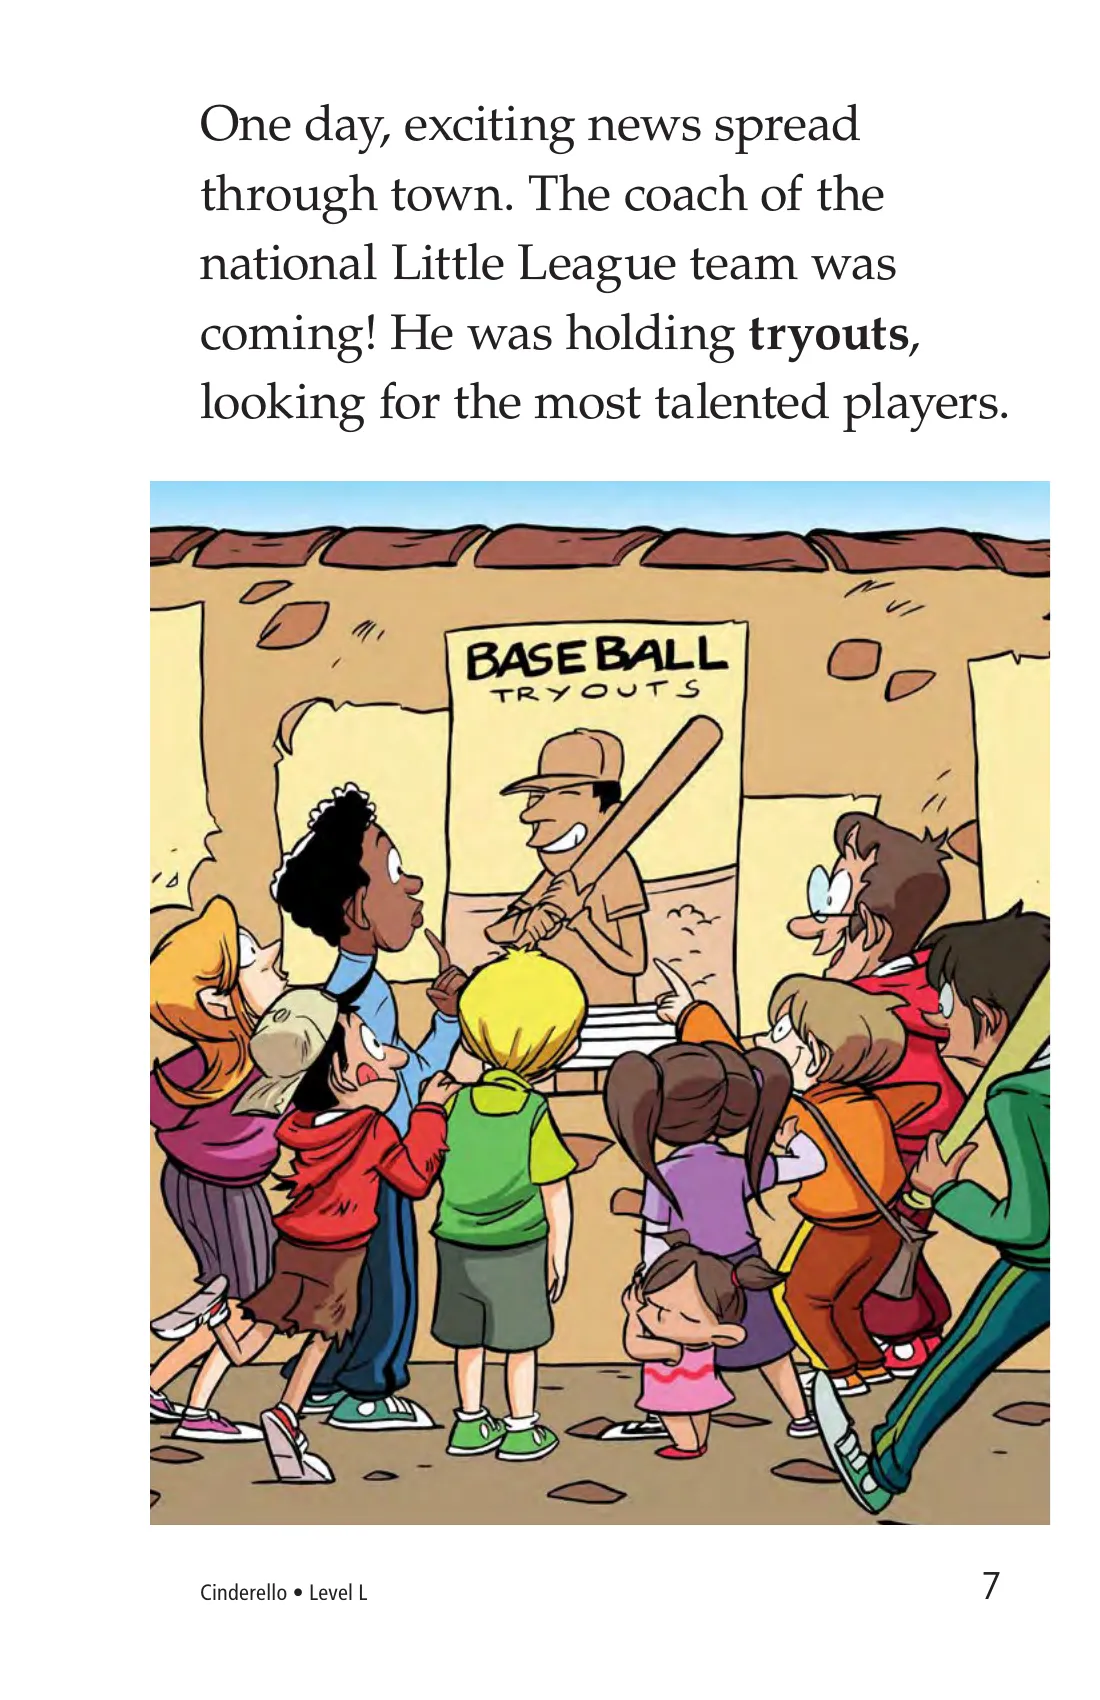 One day, exciting news spread
through town. The coach of the
national Little League team was
coming! He was holding tryouts,
looking for the most talented players.
BASEBALL
TRYOUTS
Cinderello • Level L
7